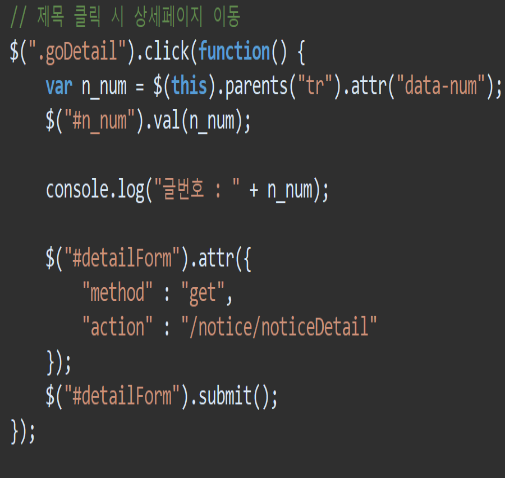 // 제목 클릭 시 상세페이지 이동
$(".goDetail").click(function() {
    var n_num = $(this).parents("tr").attr("data-num");
    $("#n_num").val(n_num);

    console.log("글번호 : " + n_num);

    $("#detailForm").attr({
        "method" : "get",
        "action" : "/notice/noticeDetail"
    });
    $("#detailForm").submit();
});